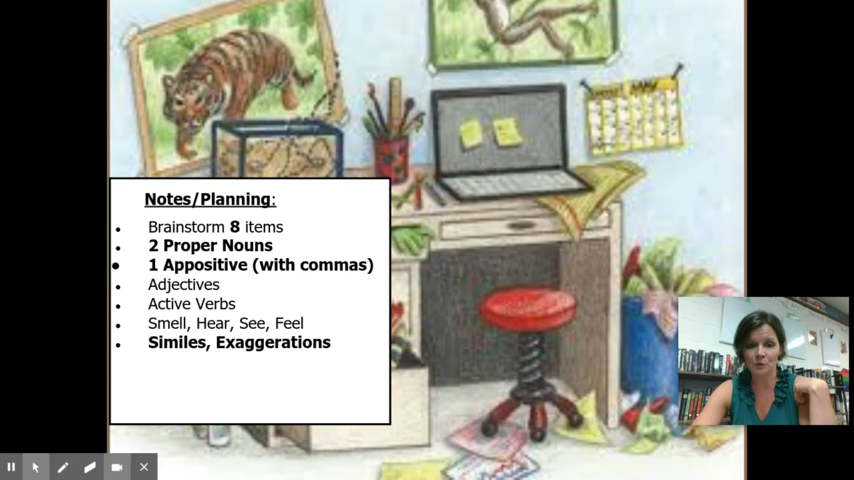 Notes/Planning:
Brainstorm 8 items
2 Proper Nouns
1 Appositive (with commas)
Adjectives
Active Verbs
Smell, Hear, See, Feel
Similes, Exaggerations